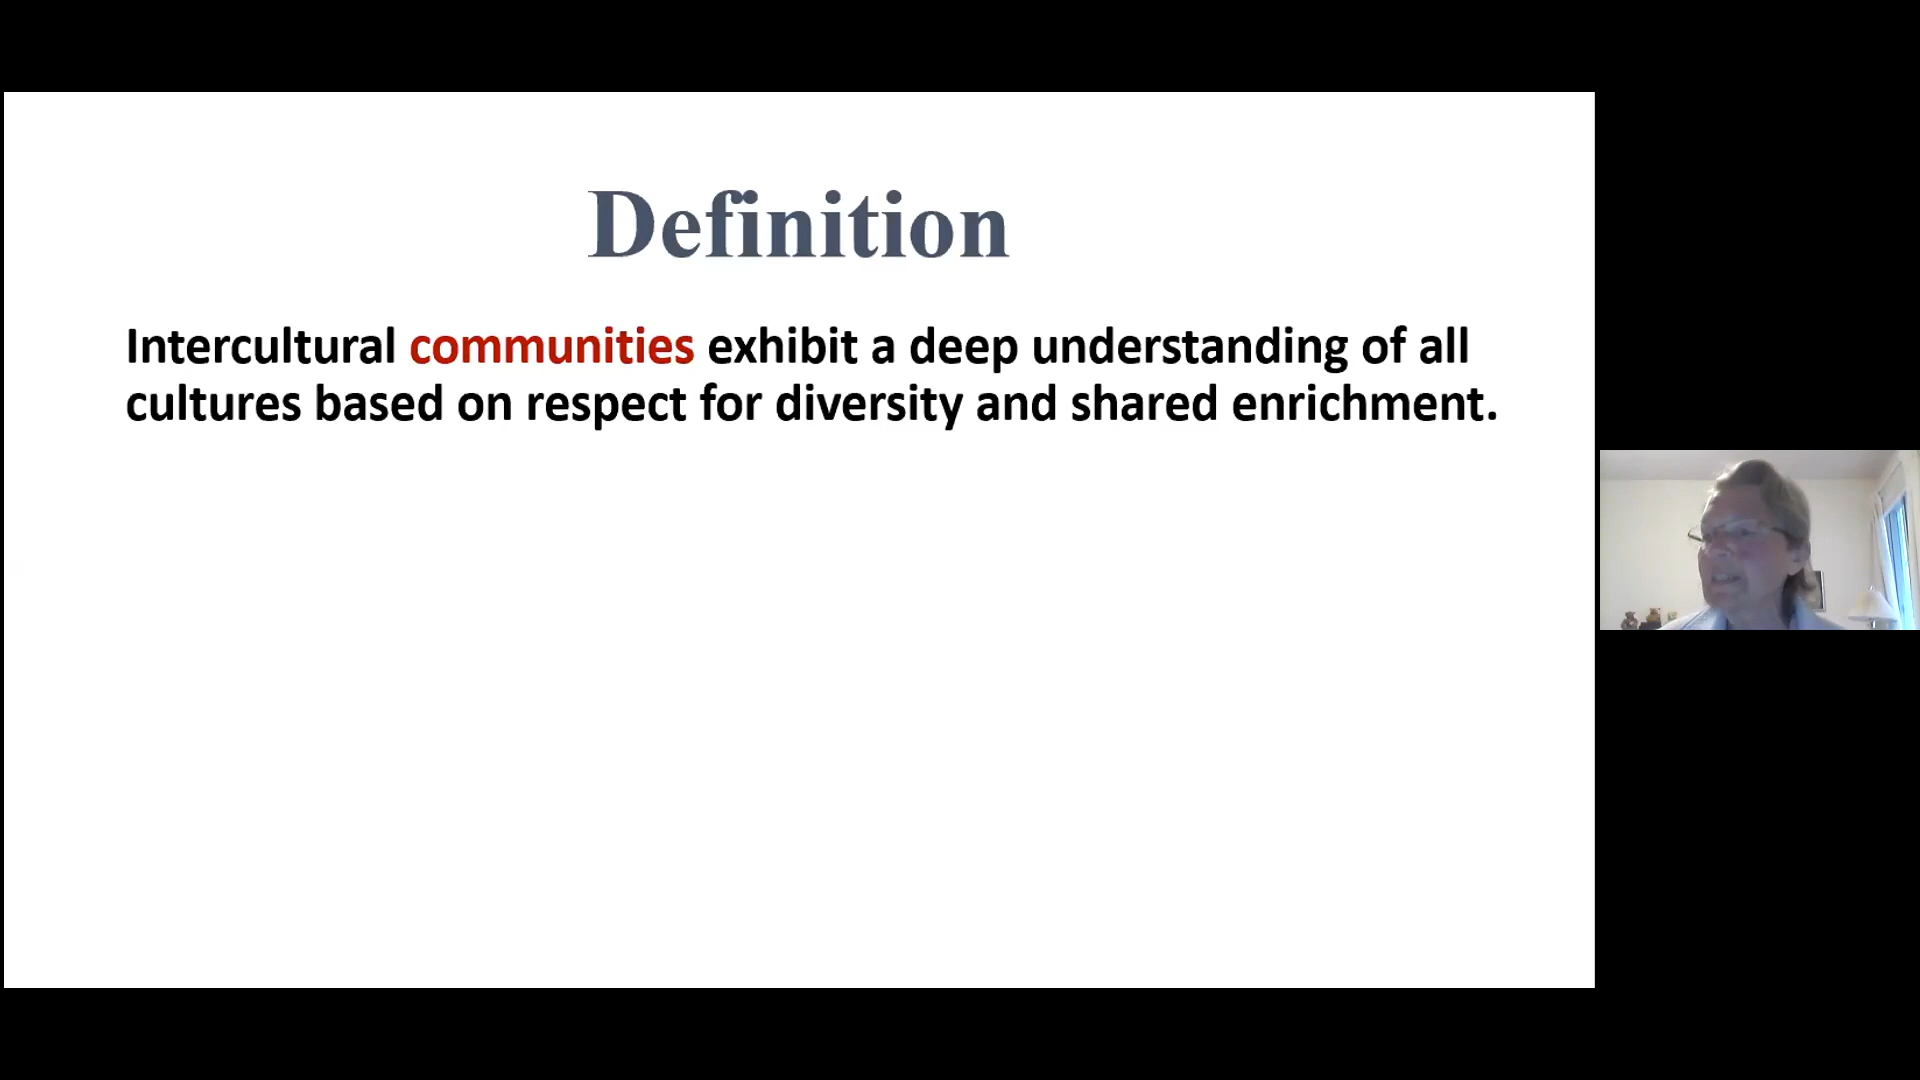 Definition
Intercultural communities exhibit a deep understanding of all
cultures based on respect for diversity and shared enrichment.